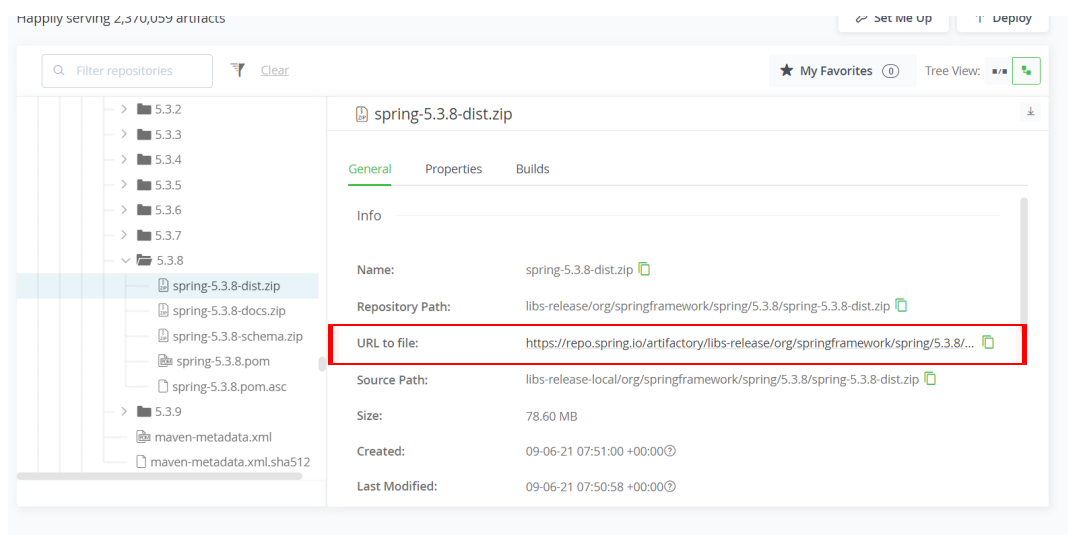 Happily serving 2,370,059 artifacts
Set Me Up
Deploy
Filter repositories
Clear
My Favorites 0
Tree View:
5.3.2
5.3.3
5.3.4
5.3.5
5.3.6
5.3.7
5.3.8
spring-5.3.8-dist.zip
spring-5.3.8-docs.zip
spring-5.3.8-schema.zip
spring-5.3.8.pom
spring-5.3.8.pom.asc
5.3.9
maven-metadata.xml
maven-metadata.xml.sha512
spring-5.3.8-dist.zip
General Properties Builds
Info
Name: spring-5.3.8-dist.zip
Repository Path: libs-release/org/springframework/spring/5.3.8/spring-5.3.8-dist.zip
URL to file: https://repo.spring.io/artifactory/libs-release/org/springframework/spring/5.3.8/...
Source Path: libs-release-local/org/springframework/spring/5.3.8/spring-5.3.8-dist.zip
Size: 78.60 MB
Created: 09-06-21 07:51:00 +00:00
Last Modified: 09-06-21 07:50:58 +00:00